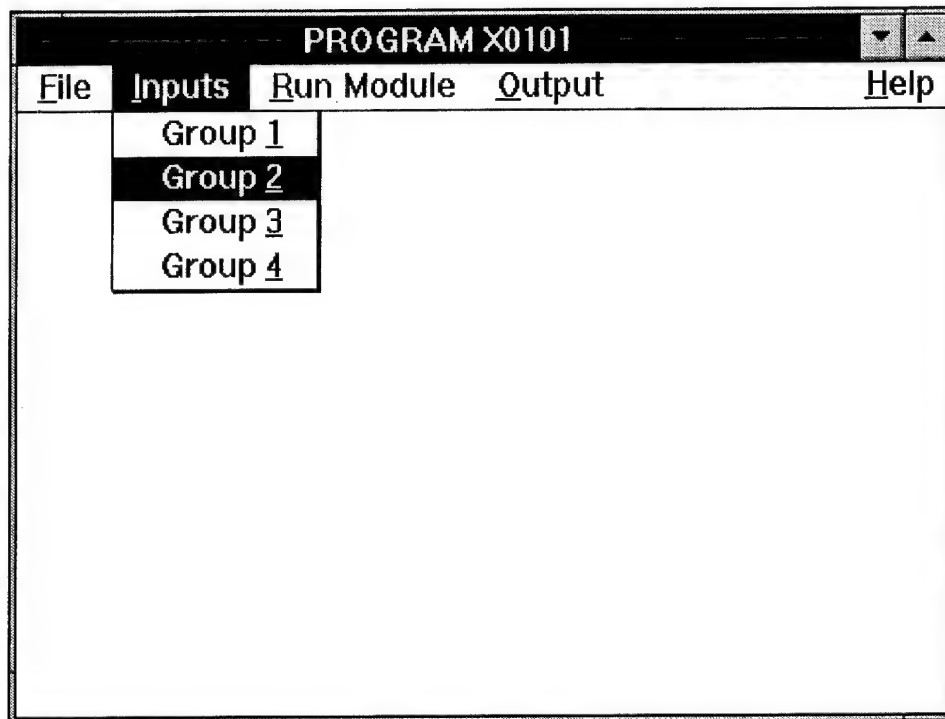 PROGRAM X0101
File Inputs Run Module Output Help
Group 1
Group 2
Group 3
Group 4